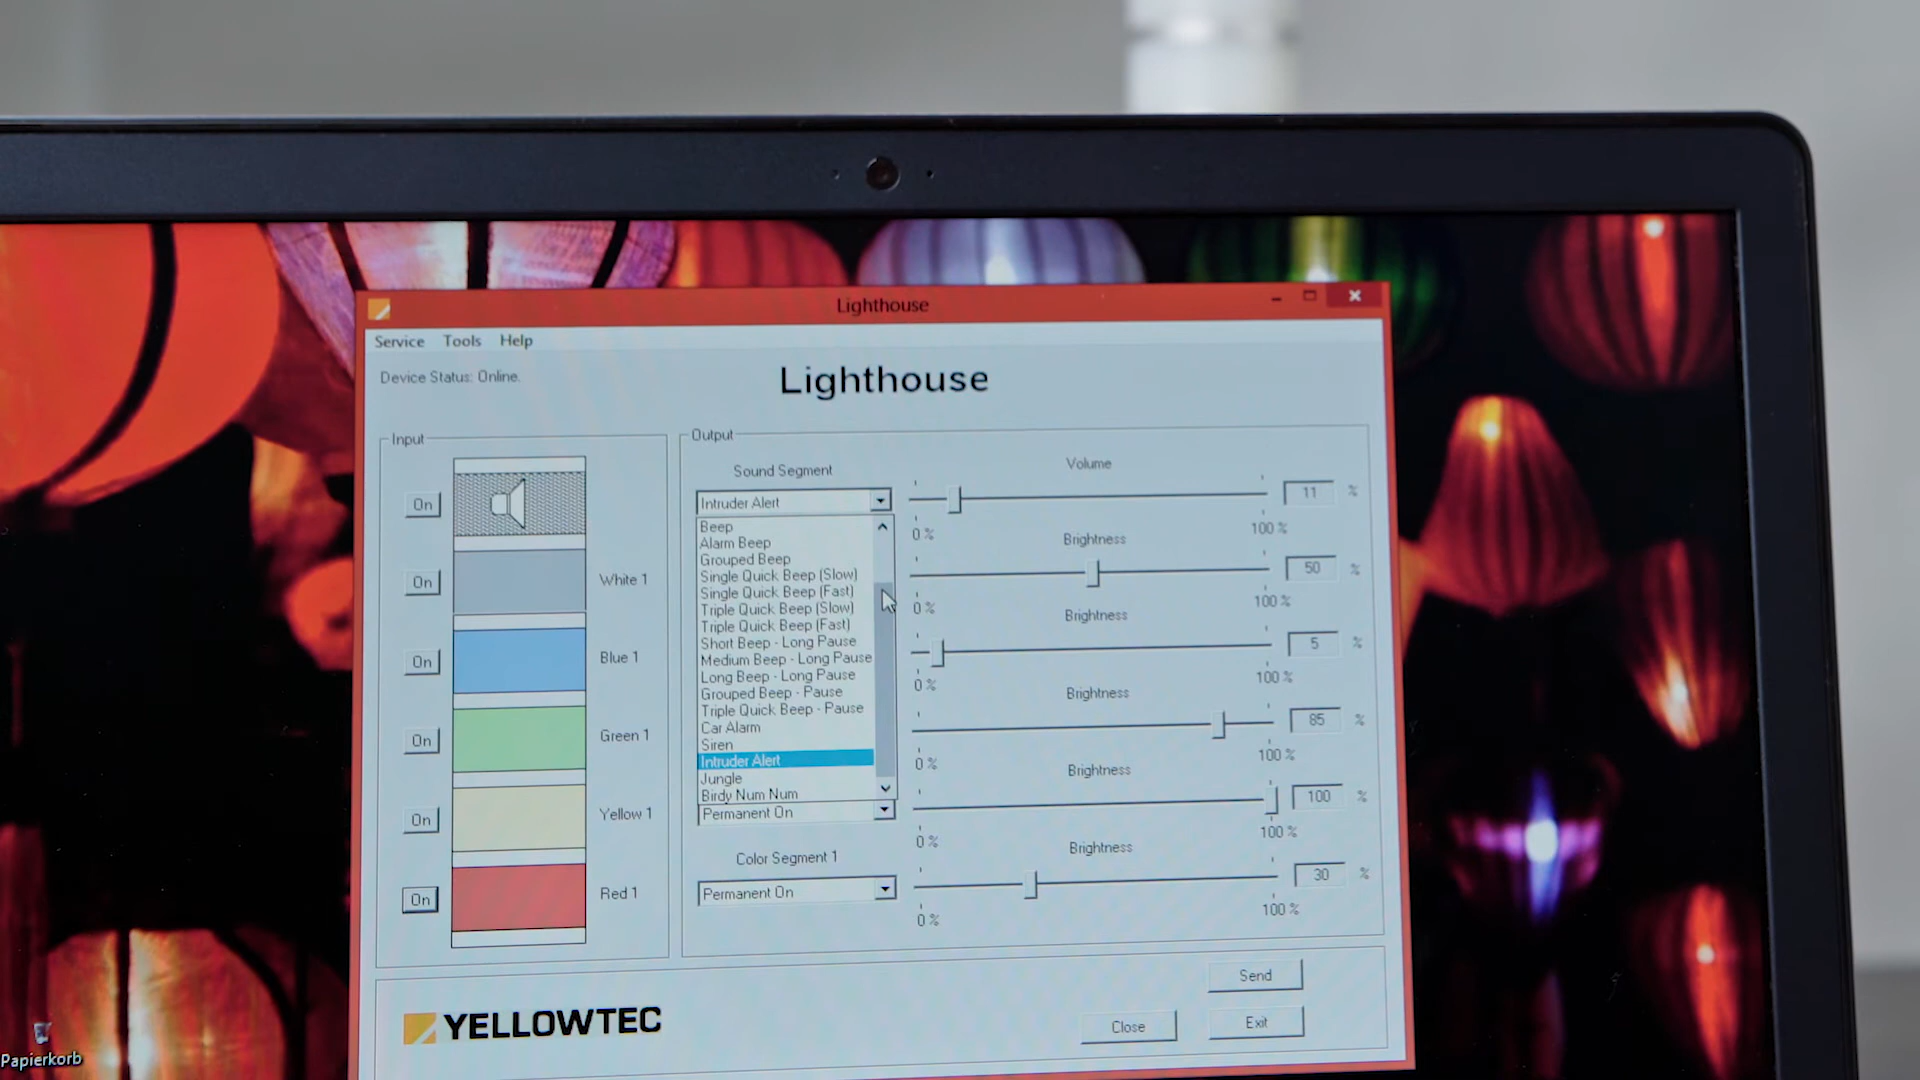 Lighthouse
Service Tools Help
Device Status: Online.
Lighthouse
Input
Output
Sound Segment
Volume
On
Intruder Alert
11 %
0 %
100 %
Beep
Alarm Beep
Grouped Beep
Single Quick Beep (Slow)
Single Quick Beep (Fast)
Triple Quick Beep (Slow)
Triple Quick Beep (Fast)
Short Beep - Long Pause
Medium Beep - Long Pause
Long Beep - Long Pause
Grouped Beep - Pause
Triple Quick Beep - Pause
Car Alarm
Siren
Intruder Alert
Jungle
Birdy Num Num
On
White 1
Brightness
50 %
0 %
100 %
On
Blue 1
Brightness
5 %
0 %
100 %
On
Green 1
Brightness
85 %
0 %
100 %
On
Yellow 1
Permanent On
Brightness
100 %
0 %
100 %
On
Red 1
Color Segment 1
Permanent On
Brightness
30 %
0 %
100 %
YELLOWTEC
Send
Close
Exit
Papierkorb